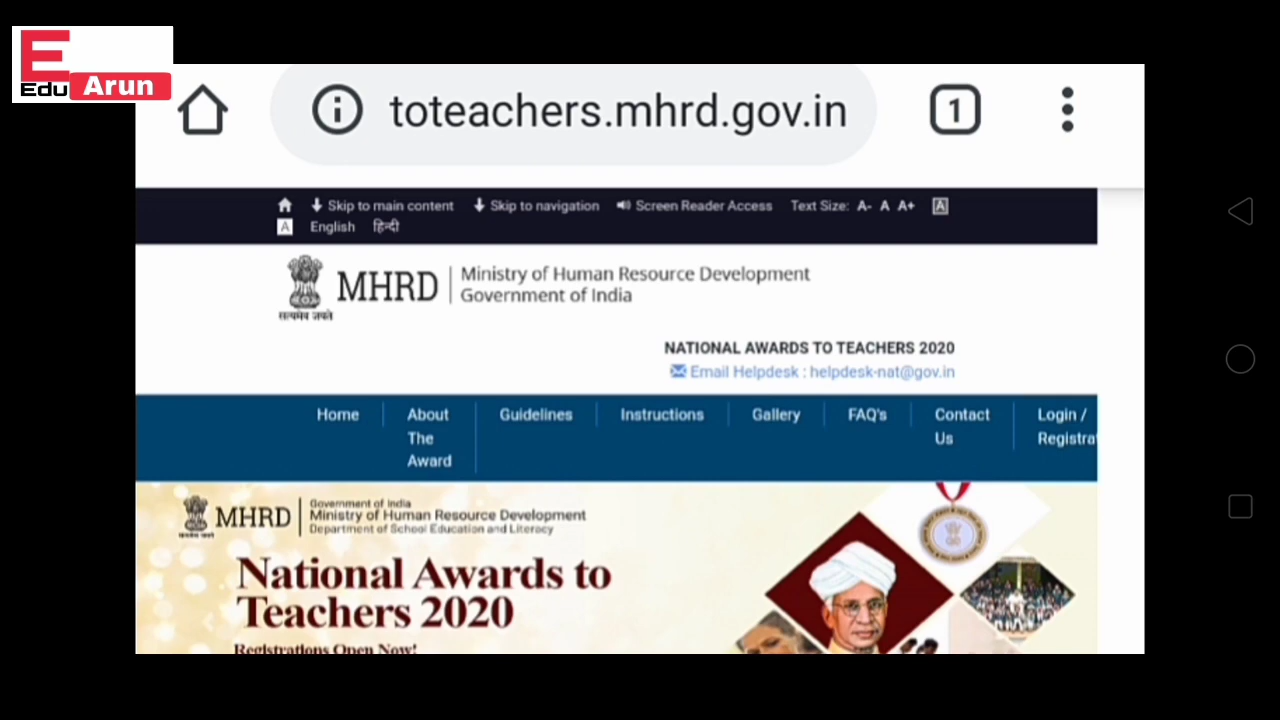 E
Edu Arun
toteachers.mhrd.gov.in
1
Skip to main content Skip to navigation Screen Reader Access Text Size: A- A A+ A
A English हिन्दी
MHRD
Ministry of Human Resource Development
Government of India
सत्यमेव जयते
NATIONAL AWARDS TO TEACHERS 2020
Email Helpdesk : helpdesk-nat@gov.in
Home About The Award Guidelines Instructions Gallery FAQ's Contact Us Login / Registra
MHRD
Government of India
Ministry of Human Resource Development
Department of School Education and Literacy
National Awards to
Teachers 2020
Registrations Open Now!